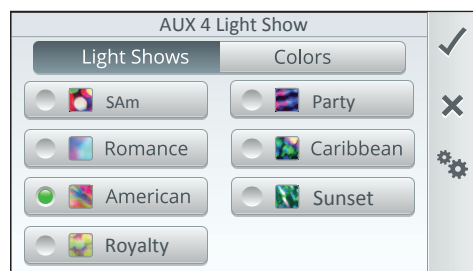 AUX 4 Light Show
Light Shows
Colors
SAm
Party
Romance
Caribbean
American
Sunset
Royalty